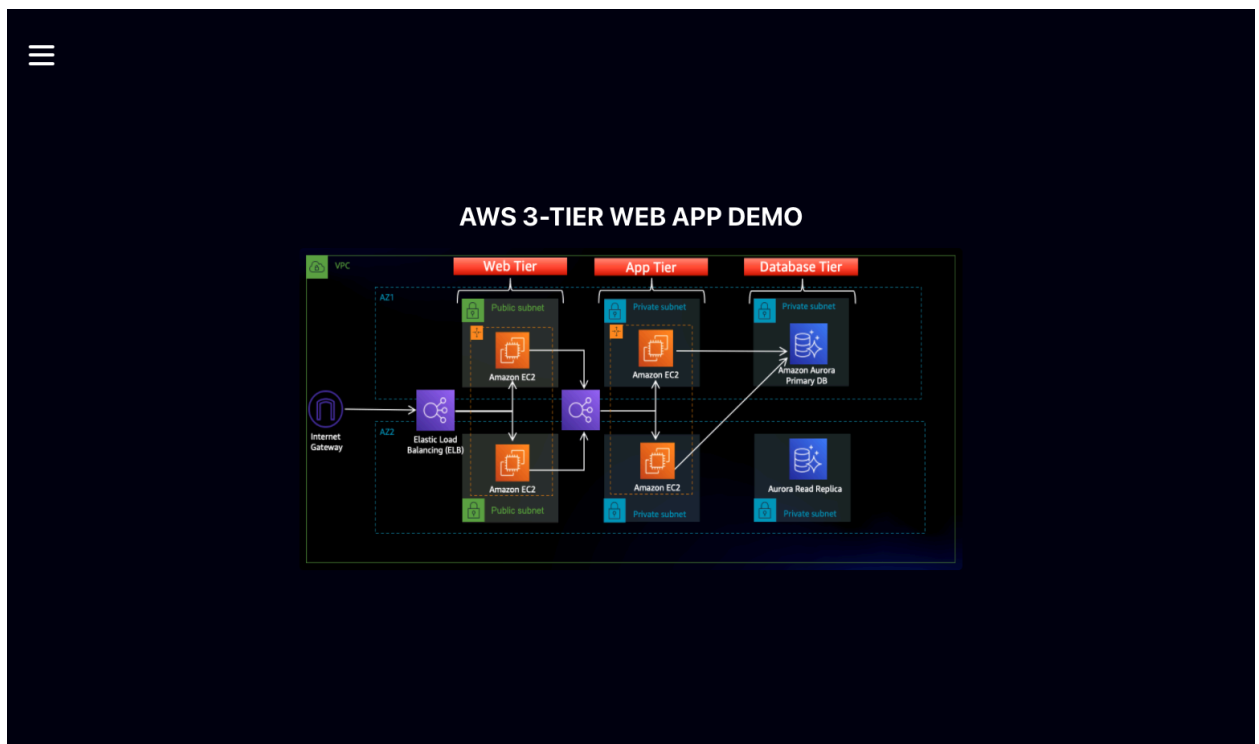 AWS 3-TIER WEB APP DEMO
VPC
Web Tier
App Tier
Database Tier
AZ1
Public subnet
Private subnet
Private subnet
Amazon EC2
Amazon EC2
Amazon Aurora
Primary DB
Internet
Gateway
Elastic Load
Balancing (ELB)
AZ2
Amazon EC2
Amazon EC2
Aurora Read Replica
Public subnet
Private subnet
Private subnet